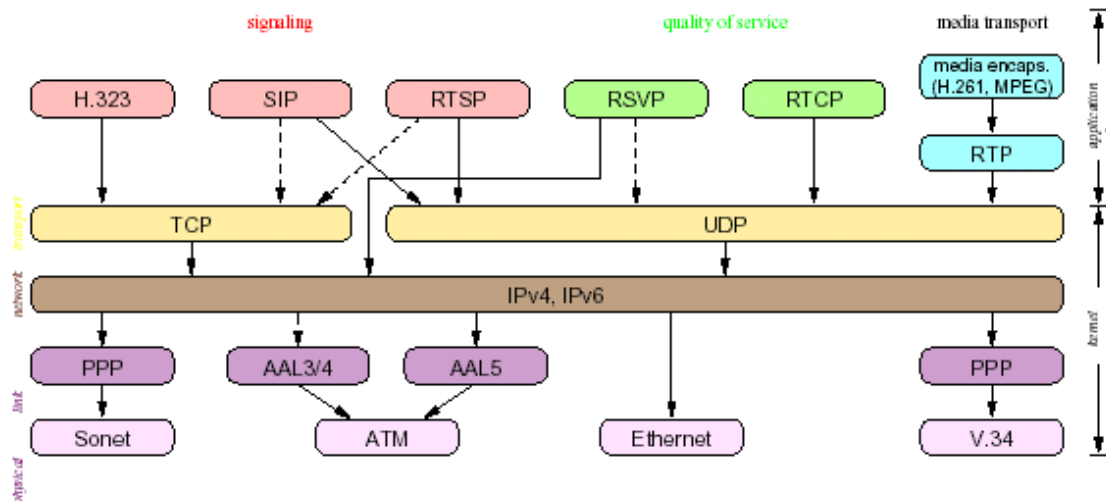 signaling
quality of service
media transport
H.323
SIP
RTSP
RSVP
RTCP
media encaps.
(H.261, MPEG)
RTP
application
TCP
UDP
transport
IPv4, IPv6
network
kernel
PPP
AAL3/4
AAL5
PPP
link
Sonet
ATM
Ethernet
V.34
physical